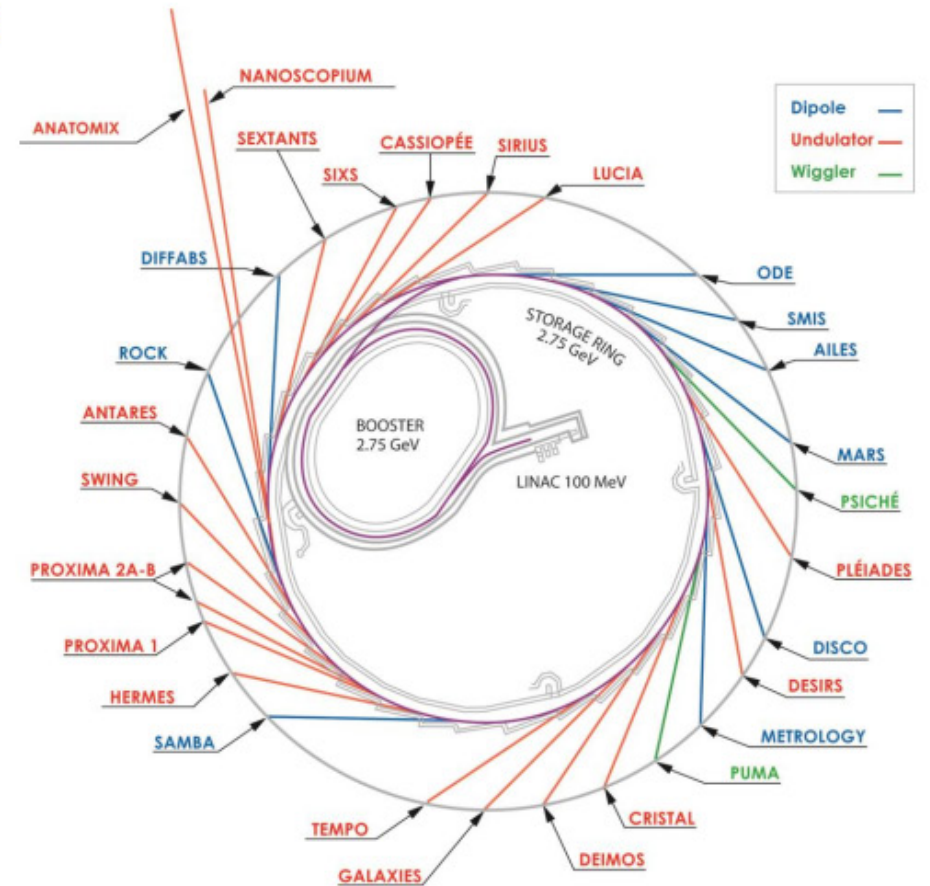 NANOSCOPIUM
ANATOMIX
SEXTANTS
CASSIOPÉE
SIRIUS
SIXS
LUCIA
Dipole
Undulator
Wiggler
DIFFABS
ODE
SMIS
STORAGE RING
2.75 GeV
AILES
ROCK
ANTARES
BOOSTER
2.75 GeV
MARS
SWING
LINAC 100 MeV
PSICHÉ
PROXIMA 2A-B
PLÉIADES
PROXIMA 1
DISCO
HERMES
DESIRS
SAMBA
METROLOGY
PUMA
TEMPO
CRISTAL
GALAXIES
DEIMOS